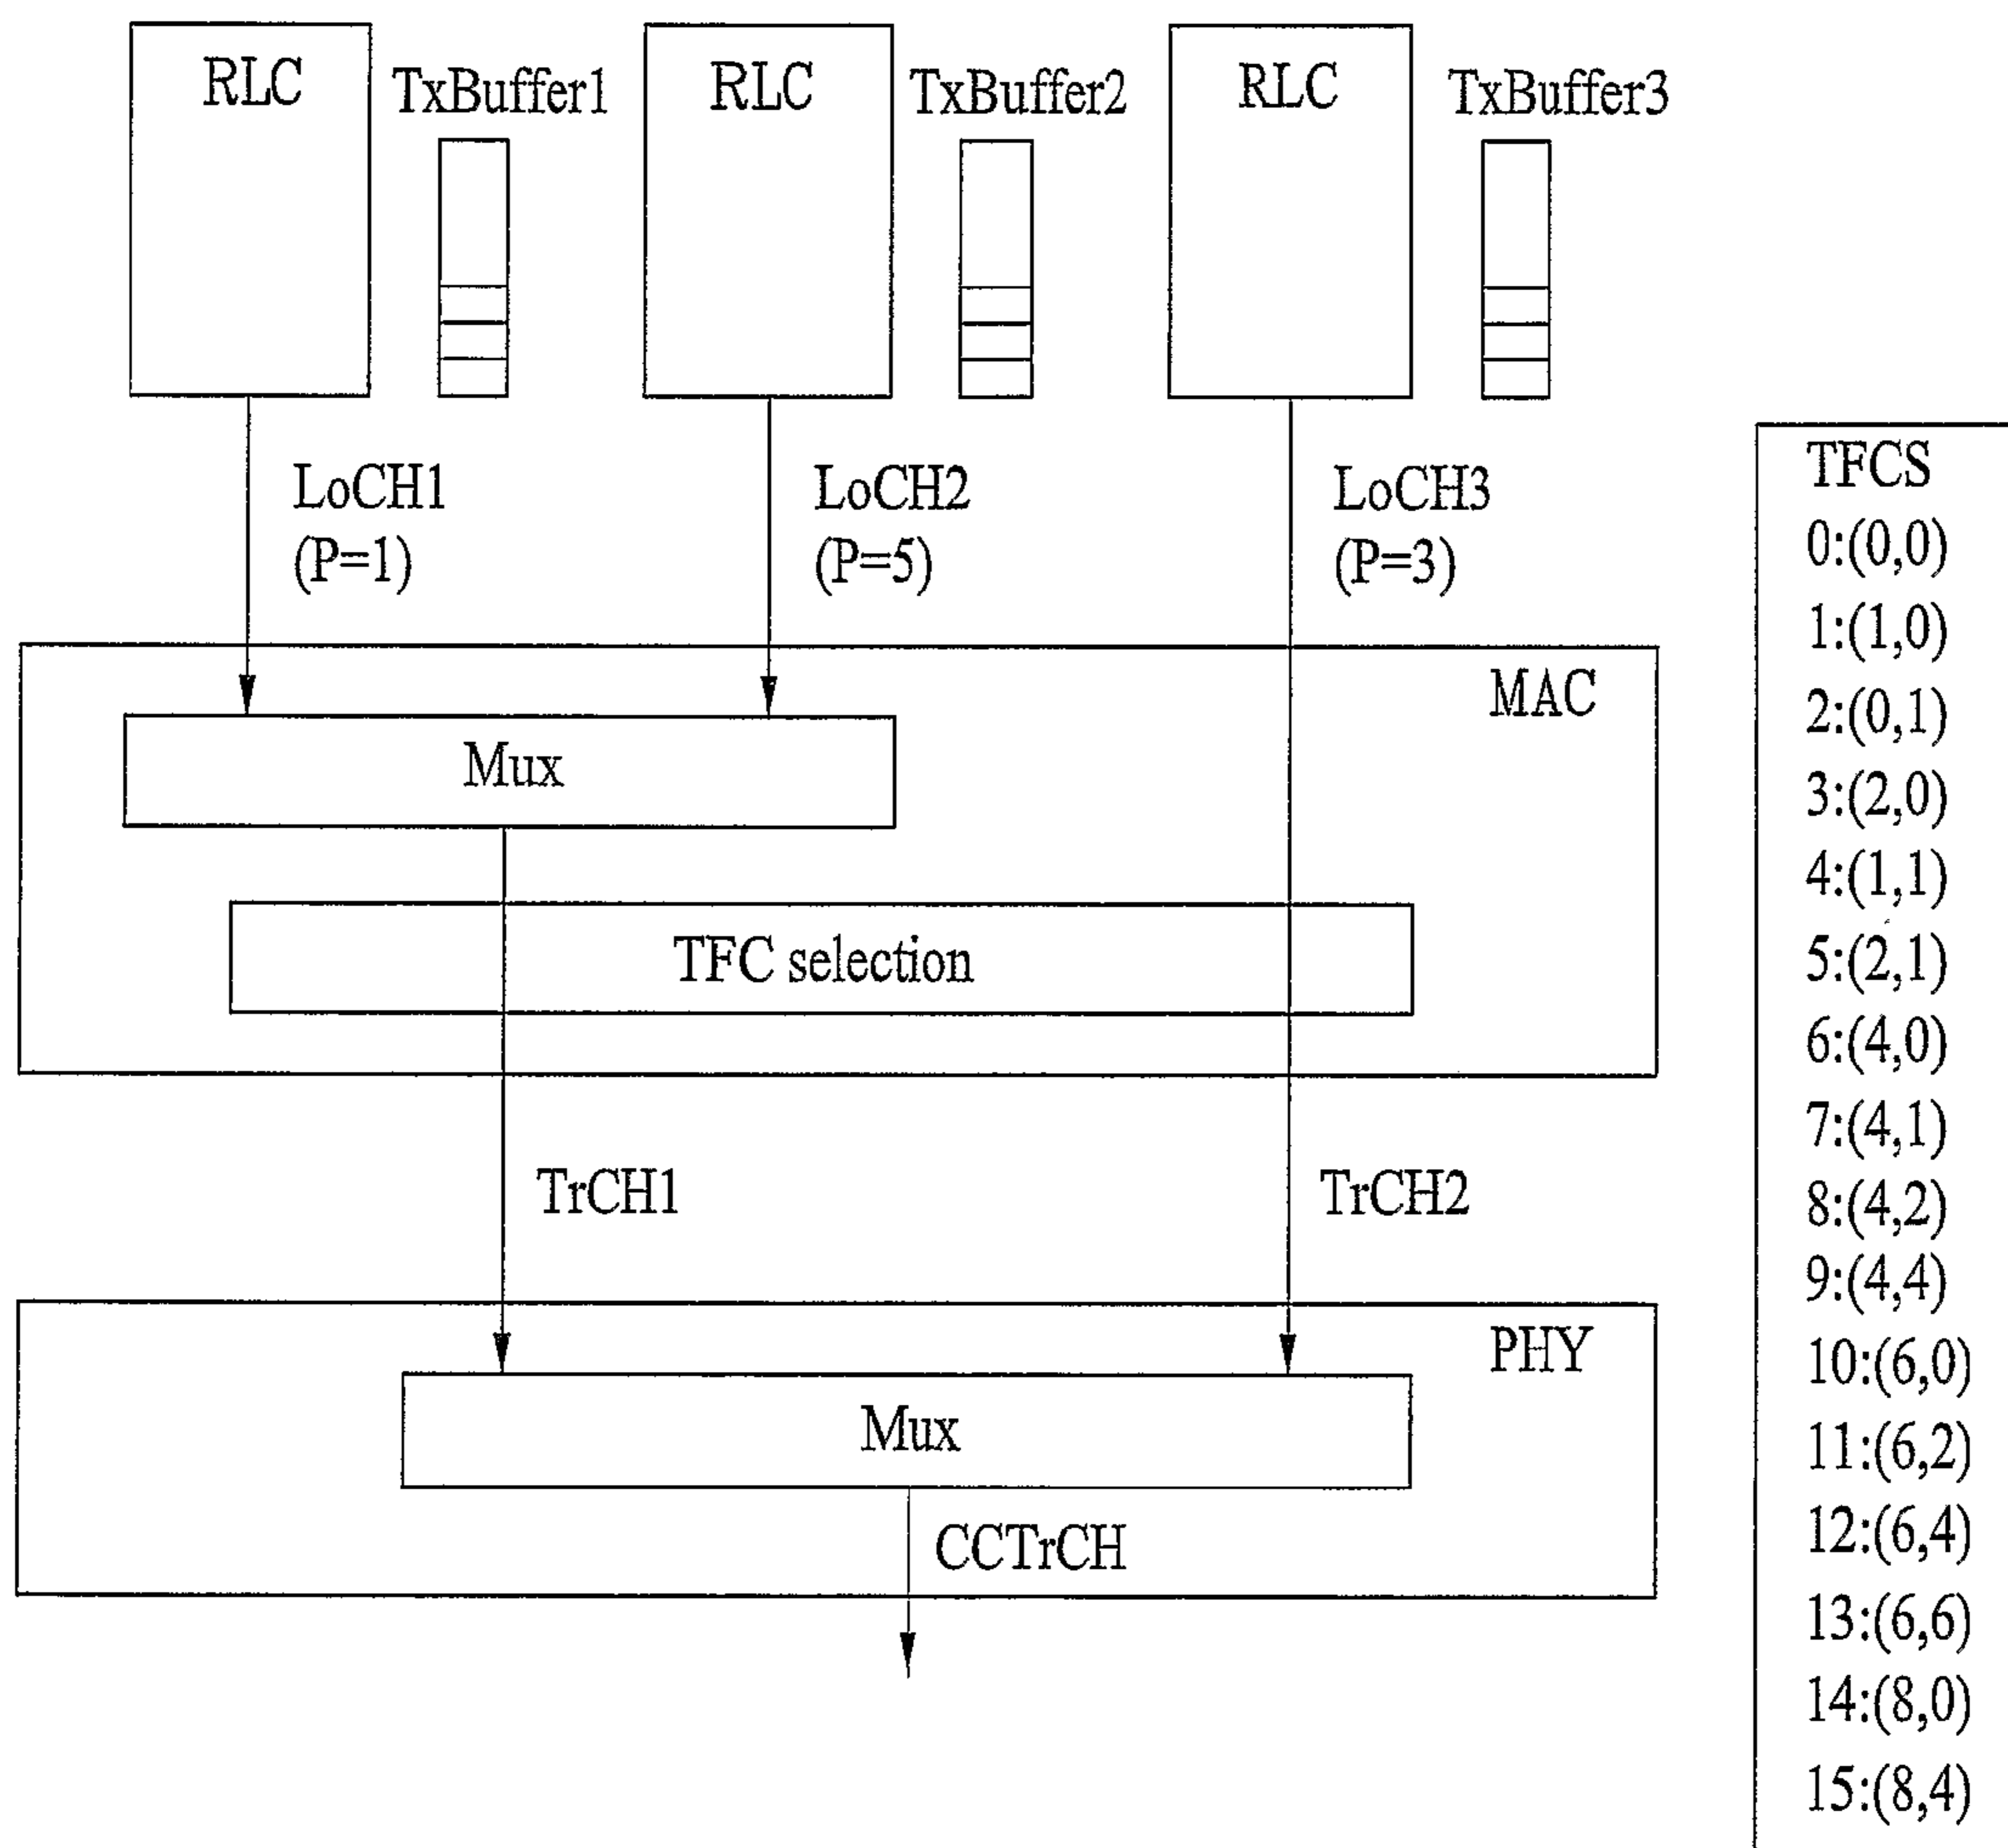 RLC
TxBuffer1
RLC
TxBuffer2
RLC
TxBuffer3
LoCH1
(P=1)
LoCH2
(P=5)
LoCH3
(P=3)
MAC
Mux
TFC selection
TrCH1
TrCH2
PHY
Mux
CCTrCH
TFCS
0:(0,0)
1:(1,0)
2:(0,1)
3:(2,0)
4:(1,1)
5:(2,1)
6:(4,0)
7:(4,1)
8:(4,2)
9:(4,4)
10:(6,0)
11:(6,2)
12:(6,4)
13:(6,6)
14:(8,0)
15:(8,4)